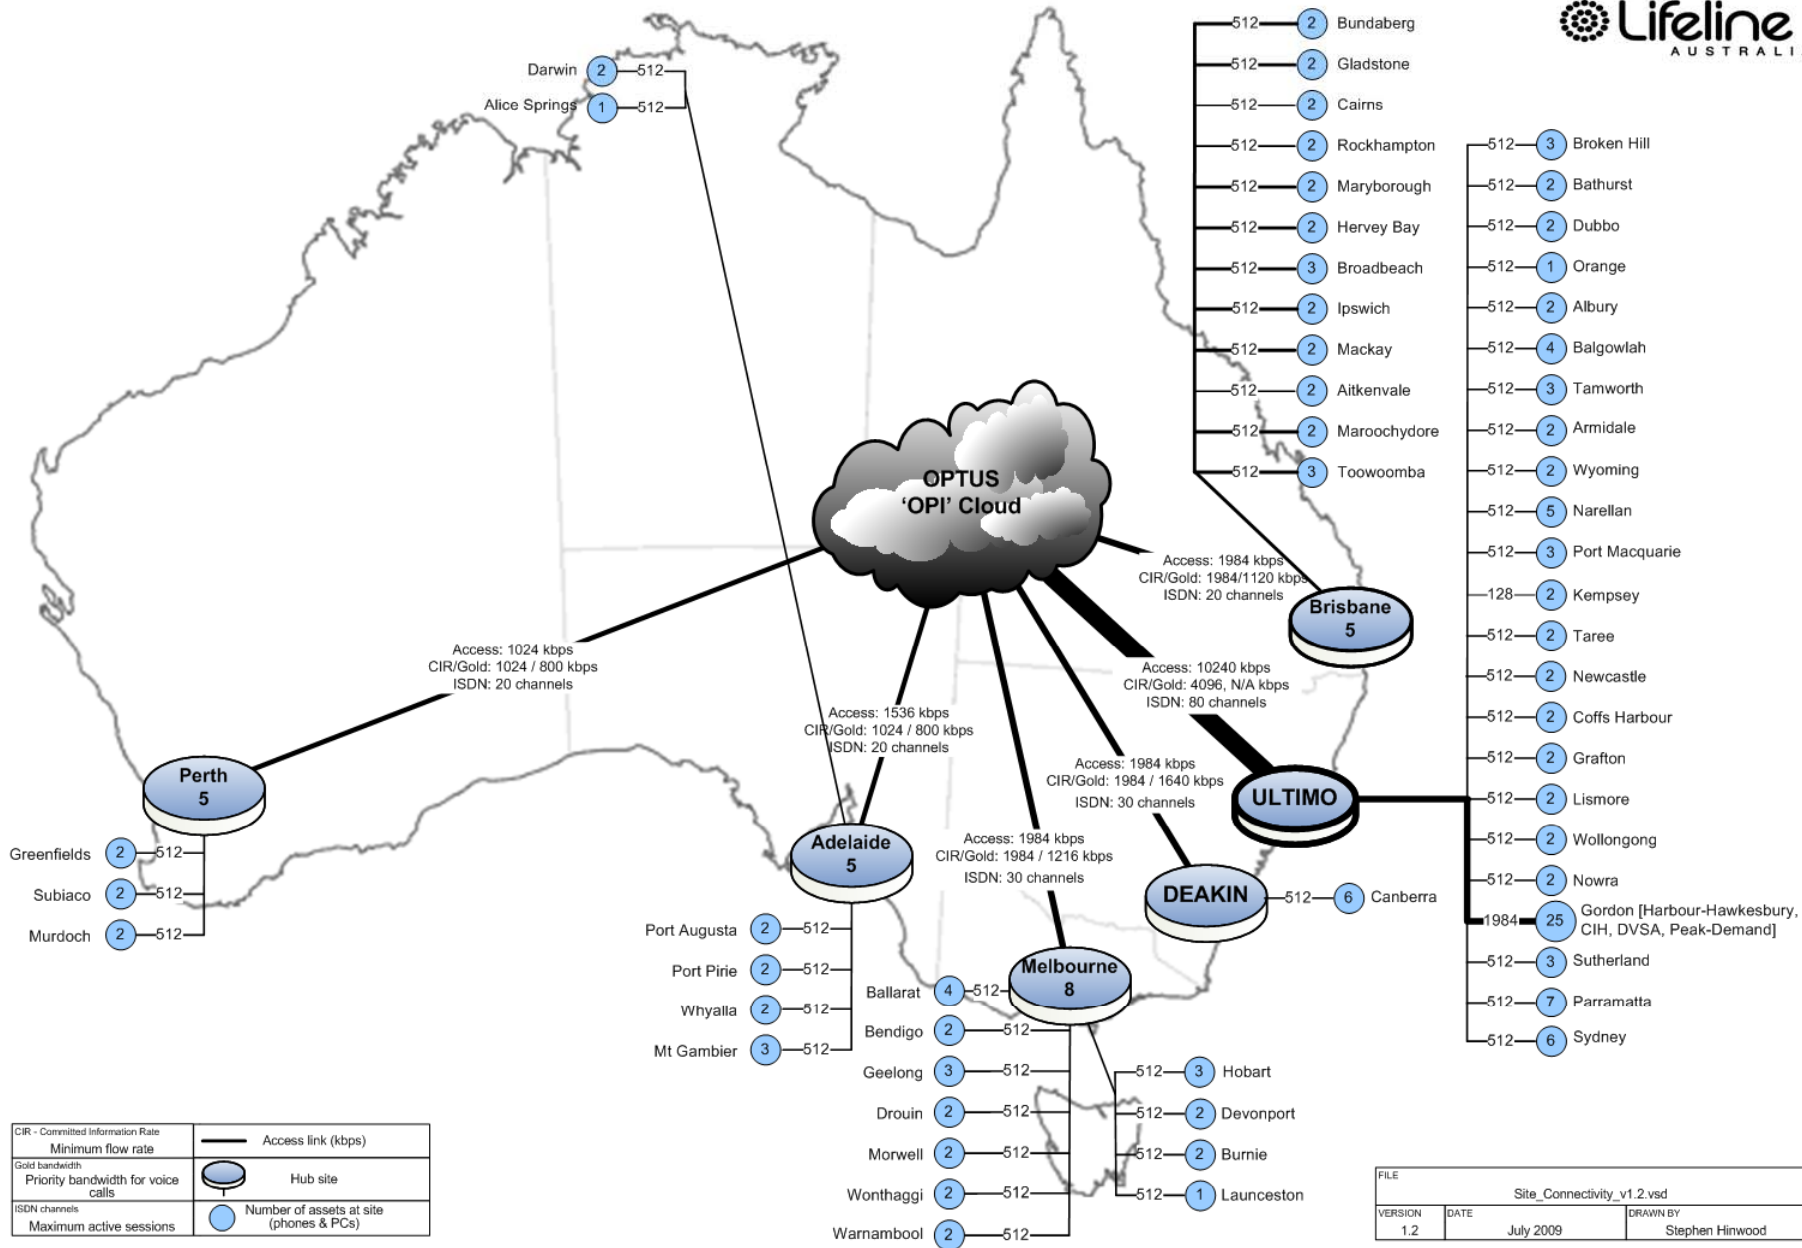 Lifeline
AUSTRALI
Darwin 2 512
Alice Springs 1 512
512 2 Bundaberg
512 2 Gladstone
512 2 Cairns
512 2 Rockhampton
512 2 Maryborough
512 2 Hervey Bay
512 3 Broadbeach
512 2 Ipswich
512 2 Mackay
512 2 Aitkenvale
512 2 Maroochydore
512 3 Toowoomba
512 3 Broken Hill
512 2 Bathurst
512 2 Dubbo
512 1 Orange
512 2 Albury
512 4 Balgowlah
512 3 Tamworth
512 2 Armidale
512 2 Wyoming
512 5 Narellan
512 3 Port Macquarie
128 2 Kempsey
512 2 Taree
512 2 Newcastle
512 2 Coffs Harbour
512 2 Grafton
512 2 Lismore
512 2 Wollongong
512 2 Nowra
1984 25 Gordon [Harbour-Hawkesbury,
CIH, DVSA, Peak-Demand]
512 3 Sutherland
512 7 Parramatta
512 6 Sydney
OPTUS
‘OPI’ Cloud
Access: 1984 kbps
CIR/Gold: 1984/1120 kbps
ISDN: 20 channels
Brisbane
5
Access: 1024 kbps
CIR/Gold: 1024 / 800 kbps
ISDN: 20 channels
Access: 10240 kbps
CIR/Gold: 4096, N/A kbps
ISDN: 80 channels
Access: 1536 kbps
CIR/Gold: 1024 / 800 kbps
ISDN: 20 channels
Access: 1984 kbps
CIR/Gold: 1984 / 1640 kbps
ISDN: 30 channels
Access: 1984 kbps
CIR/Gold: 1984 / 1216 kbps
ISDN: 30 channels
Perth
5
Greenfields 2 512
Subiaco 2 512
Murdoch 2 512
Adelaide
5
Port Augusta 2 512
Port Pirie 2 512
Whyalla 2 512
Mt Gambier 3 512
ULTIMO
DEAKIN
512 6 Canberra
Melbourne
8
Ballarat 4 512
Bendigo 2 512
Geelong 3 512
Drouin 2 512
Morwell 2 512
Wonthaggi 2 512
Warnambool 2 512
512 3 Hobart
512 2 Devonport
512 2 Burnie
512 1 Launceston
CIR - Committed Information Rate
Minimum flow rate
Access link (kbps)
Gold bandwidth
Priority bandwidth for voice
calls
Hub site
ISDN channels
Maximum active sessions
Number of assets at site
(phones & PCs)
FILE
Site_Connectivity_v1.2.vsd
VERSION
1.2
DATE
July 2009
DRAWN BY
Stephen Hinwood